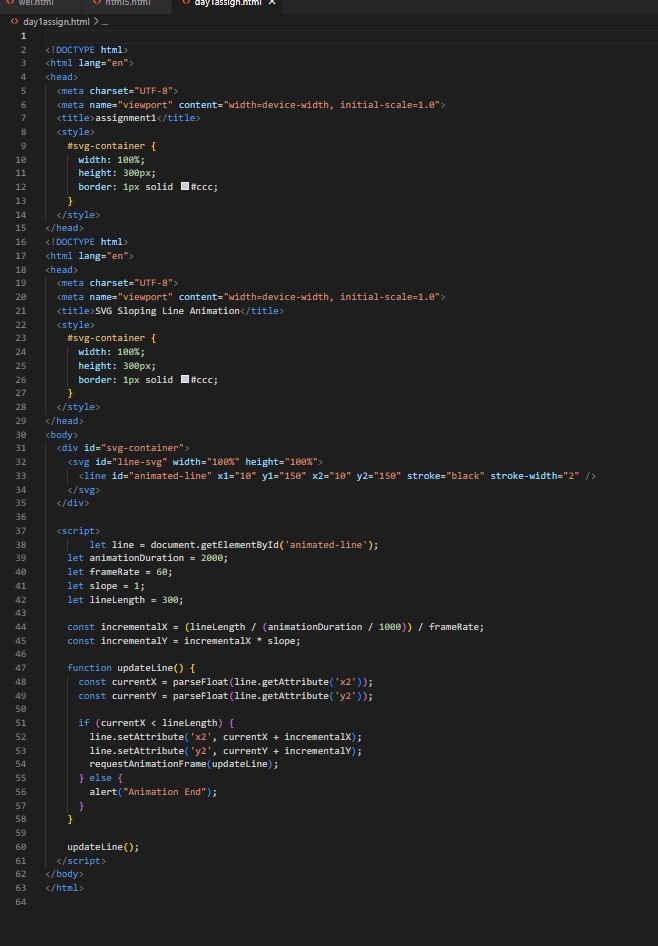 wel.html html5.html day1assign.html ×
day1assign.html > ...
1
2 <!DOCTYPE html>
3 <html lang="en">
4 <head>
5 <meta charset="UTF-8">
6 <meta name="viewport" content="width=device-width, initial-scale=1.0">
7 <title>assignment1</title>
8 <style>
9 #svg-container {
10 width: 100%;
11 height: 300px;
12 border: 1px solid #ccc;
13 }
14 </style>
15 </head>
16 <!DOCTYPE html>
17 <html lang="en">
18 <head>
19 <meta charset="UTF-8">
20 <meta name="viewport" content="width=device-width, initial-scale=1.0">
21 <title>SVG Sloping Line Animation</title>
22 <style>
23 #svg-container {
24 width: 100%;
25 height: 300px;
26 border: 1px solid #ccc;
27 }
28 </style>
29 </head>
30 <body>
31 <div id="svg-container">
32 <svg id="line-svg" width="100%" height="100%">
33 <line id="animated-line" x1="10" y1="150" x2="10" y2="150" stroke="black" stroke-width="2" />
34 </svg>
35 </div>
36
37 <script>
38 let line = document.getElementById('animated-line');
39 let animationDuration = 2000;
40 let frameRate = 60;
41 let slope = 1;
42 let lineLength = 300;
43
44 const incrementalX = (lineLength / (animationDuration / 1000)) / frameRate;
45 const incrementalY = incrementalX * slope;
46
47 function updateLine() {
48 const currentX = parseFloat(line.getAttribute('x2'));
49 const currentY = parseFloat(line.getAttribute('y2'));
50
51 if (currentX < lineLength) {
52 line.setAttribute('x2', currentX + incrementalX);
53 line.setAttribute('y2', currentY + incrementalY);
54 requestAnimationFrame(updateLine);
55 } else {
56 alert("Animation End");
57 }
58 }
59
60 updateLine();
61 </script>
62 </body>
63 </html>
64